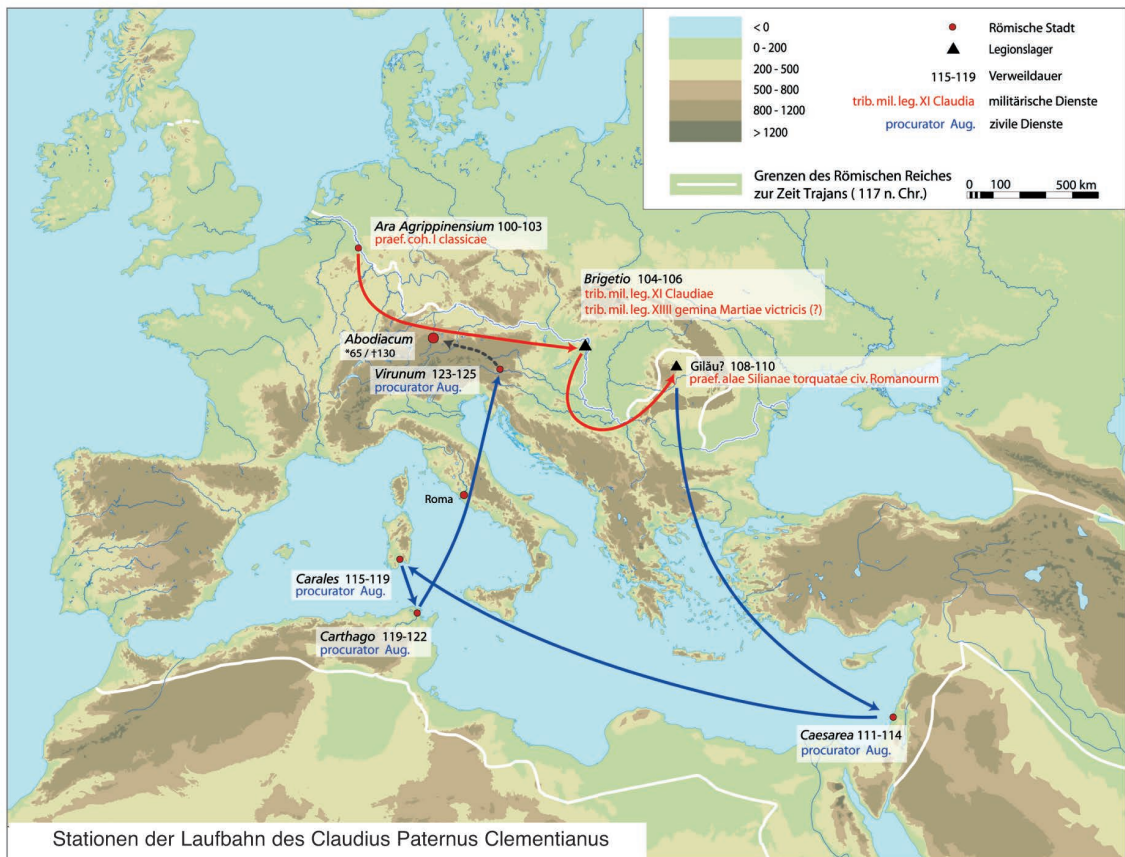 < 0
0 - 200
200 - 500
500 - 800
800 - 1200
> 1200
Römische Stadt
Legionslager
115-119 Verweildauer
trib. mil. leg. XI Claudia militärische Dienste
procurator Aug. zivile Dienste
Grenzen des Römischen Reiches
zur Zeit Trajans ( 117 n. Chr.)
0 100 500 km
Ara Agrippinensium 100-103
praef. coh. I classicae
Brigetio 104-106
trib. mil. leg. XI Claudiae
trib. mil. leg. XIIII gemina Martiae victricis (?)
Abodiacum
*65 / †130
Virunum 123-125
procurator Aug.
Gilău? 108-110
praef. alae Silianae torquatae civ. Romanourm
Roma
Carales 115-119
procurator Aug.
Carthago 119-122
procurator Aug.
Caesarea 111-114
procurator Aug.
Stationen der Laufbahn des Claudius Paternus Clementianus